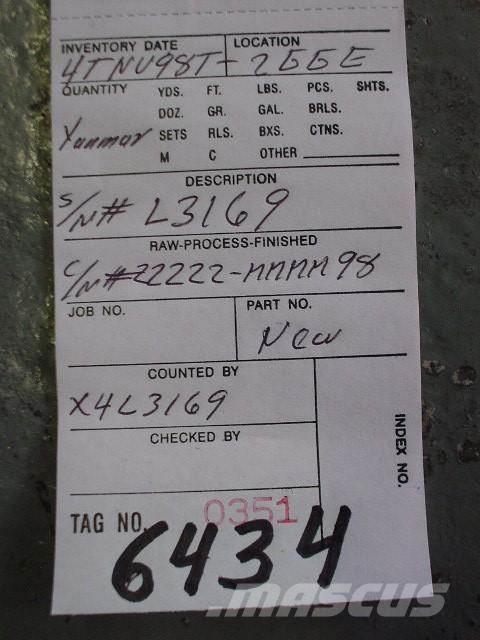 INVENTORY DATE LOCATION
4TNV98T-2EEE
QUANTITY YDS. FT. LBS. PCS. SHTS.
DOZ. GR. GAL. BRLS.
Yanmar SETS RLS. BXS. CTNS.
M C OTHER
DESCRIPTION
S/N# L3169
RAW-PROCESS-FINISHED
C/N#22222-MMMM98
JOB NO. PART NO.
New
COUNTED BY
X4L3169
CHECKED BY
INDEX NO.
TAG NO. 0351
6434
MASCUS